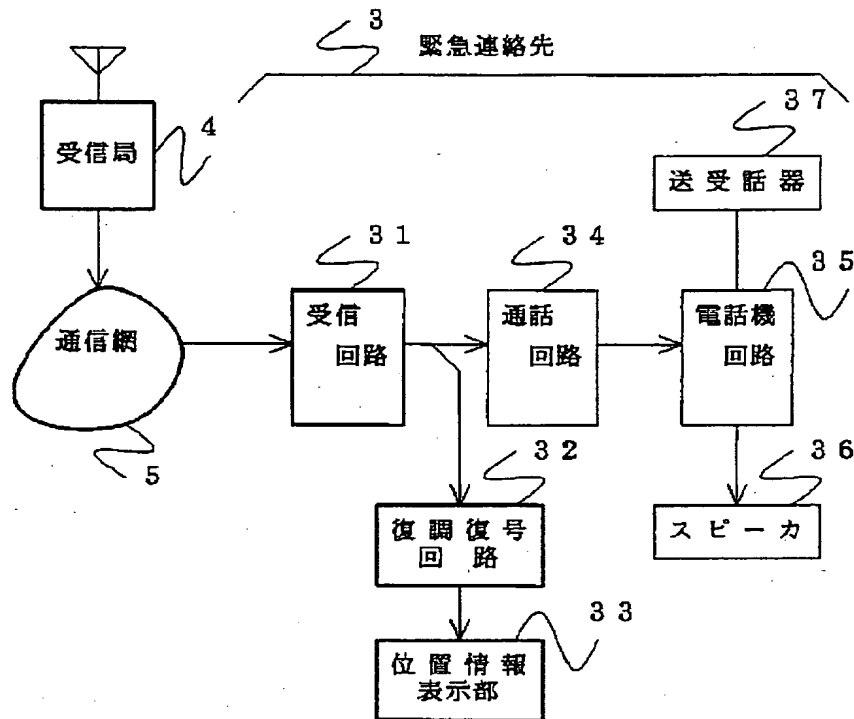 3
緊急連絡先
4
受信局
37
送受話器
31
34
35
受信
回路
通話
回路
電話機
回路
通信網
5
32
36
復調復号
回路
スピーカ
33
位置情報
表示部